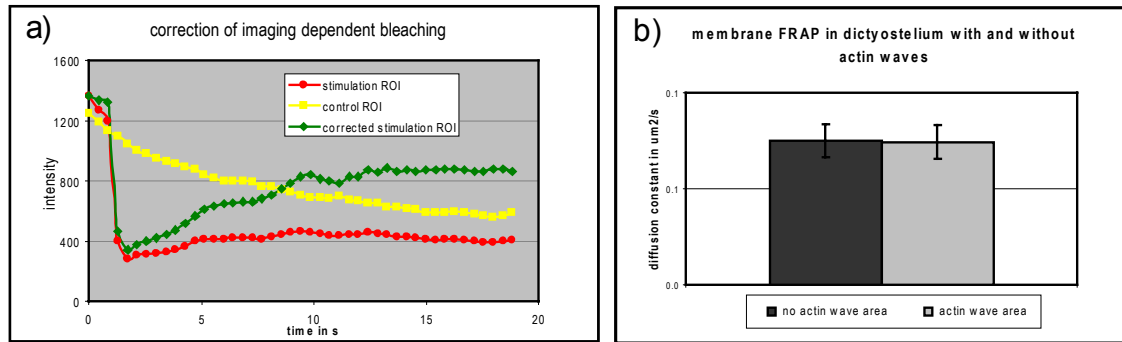 a)
correction of imaging dependent bleaching
1600
1200
800
400
0
intensity
stimulation ROI
control ROI
corrected stimulation ROI
0 5 10 15 20
time in s
b)
membrane FRAP in dictyostelium with and without
actin waves
0.1
0.1
0.0
diffusion constant in um2/s
no actin wave area actin wave area